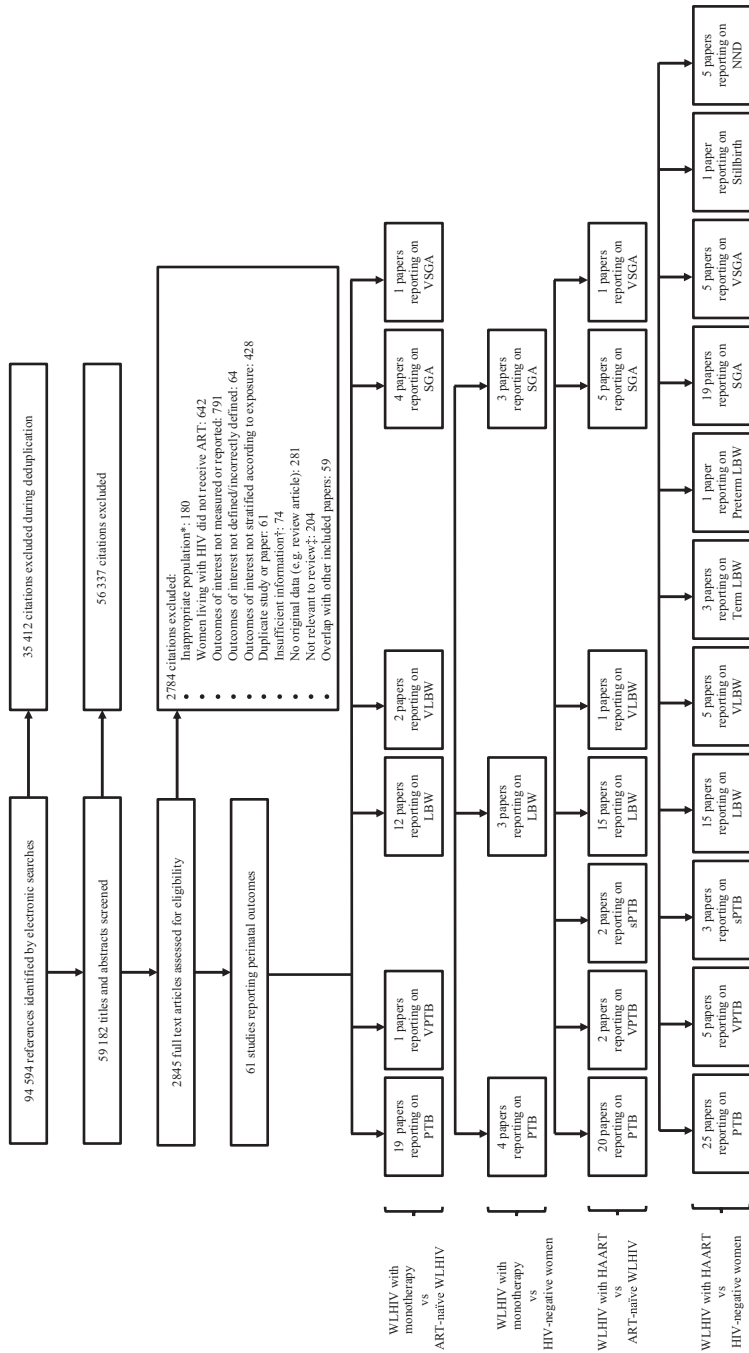 94 594 references identified by electronic searches
35 412 citations excluded during deduplication
59 182 titles and abstracts screened
56 337 citations excluded
2845 full text articles assessed for eligibility
2784 citations excluded:
• Inappropriate population*: 180
• Women living with HIV did not receive ART: 642
• Outcomes of interest not measured or reported: 791
• Outcomes of interest not defined/incorrectly defined: 64
• Outcomes of interest not stratified according to exposure: 428
• Duplicate study or paper: 61
• Insufficient information†: 74
• No original data (e.g. review article): 281
• Not relevant to review‡: 204
• Overlap with other included papers: 59
61 studies reporting perinatal outcomes
WLHIV with
monotherapy
vs
ART-naïve WLHIV
19 papers
reporting on
PTB
1 papers
reporting on
VPTB
12 papers
reporting on
LBW
2 papers
reporting on
VLBW
4 papers
reporting on
SGA
1 papers
reporting on
VSGA
WLHIV with
monotherapy
vs
HIV-negative women
4 papers
reporting on
PTB
3 papers
reporting on
LBW
3 papers
reporting on
SGA
WLHIV with HAART
vs
ART-naïve WLHIV
20 papers
reporting on
PTB
2 papers
reporting on
VPTB
2 papers
reporting on
sPTB
15 papers
reporting on
LBW
1 papers
reporting on
VLBW
5 papers
reporting on
SGA
1 papers
reporting on
VSGA
WLHIV with HAART
vs
HIV-negative women
25 papers
reporting on
PTB
5 papers
reporting on
VPTB
3 papers
reporting on
sPTB
15 papers
reporting on
LBW
5 papers
reporting on
VLBW
3 papers
reporting on
Term LBW
1 paper
reporting on
Preterm LBW
19 papers
reporting on
SGA
5 papers
reporting on
VSGA
1 paper
reporting on
Stillbirth
5 papers
reporting on
NND